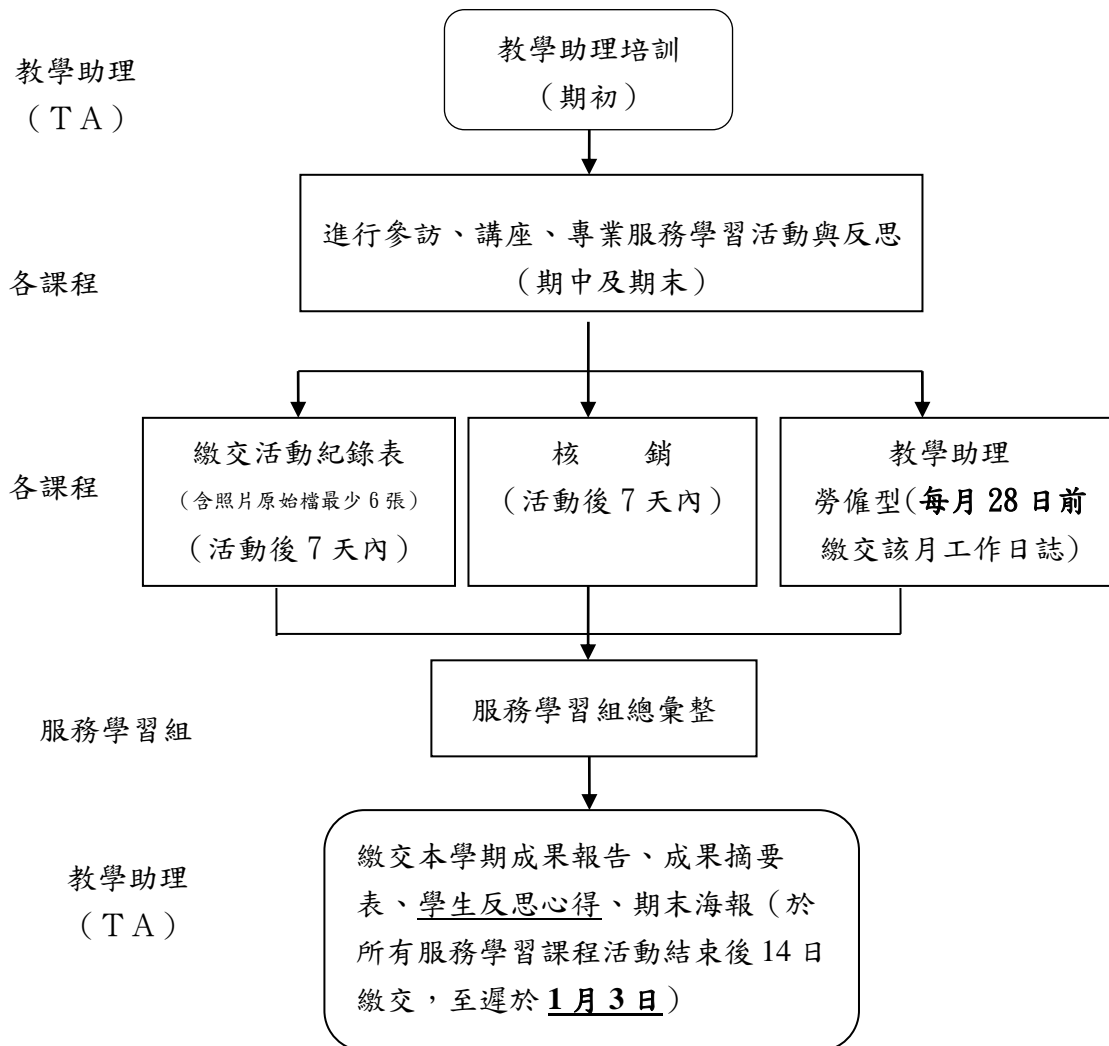 教學助理
（TA）
教學助理培訓
（期初）
各課程
進行參訪、講座、專業服務學習活動與反思
（期中及期末）
各課程
繳交活動紀錄表
（含照片原始檔最少6張）
（活動後7天內）
核　　銷
（活動後7天內）
教學助理
勞僱型(每月28日前
繳交該月工作日誌）
服務學習組
服務學習組總彙整
教學助理
（TA）
繳交本學期成果報告、成果摘要
表、學生反思心得、期末海報（於
所有服務學習課程活動結束後14日
繳交，至遲於1月3日）